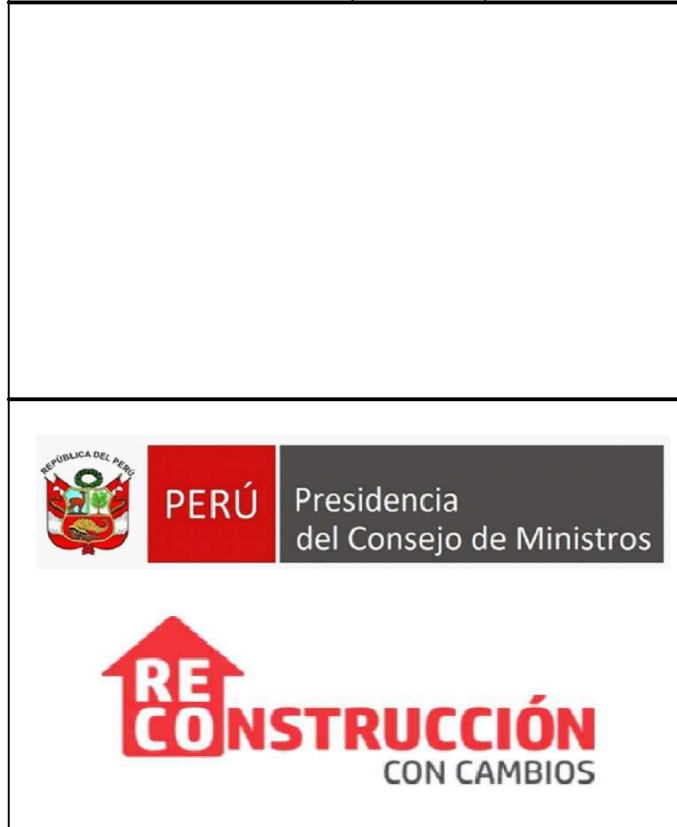 REPÚBLICA DEL PERÚ
PERÚ
Presidencia
del Consejo de Ministros
RE
CONSTRUCCIÓN
CON CAMBIOS